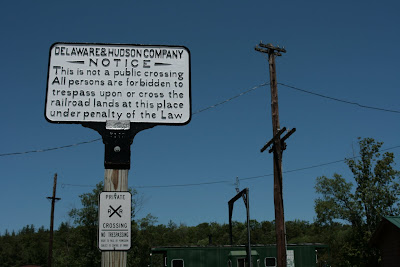 DELAWARE & HUDSON COMPANY
NOTICE
This is not a public crossing
All persons are forbidden to
trespass upon or cross the
railroad lands at this place
under penalty of the Law
PRIVATE
CROSSING
NO TRESPASSING